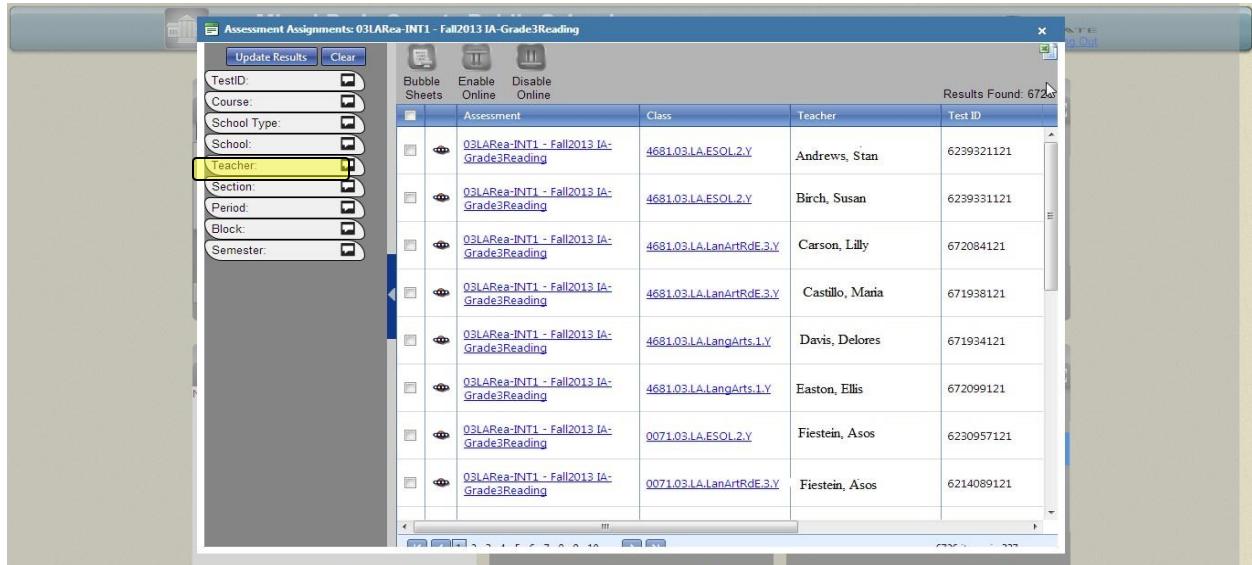 Assessment Assignments: 03LARea-INT1 - Fall2013 IA-Grade3Reading
Update Results Clear
TestID:
Course:
School Type:
School:
Teacher:
Section:
Period:
Block:
Semester:
Bubble Sheets
Enable Online
Disable Online
Results Found: 672
Assessment Class Teacher Test ID
03LARea-INT1 - Fall2013 IA-
Grade3Reading
4681.03.LA.ESOL.2.Y Andrews, Stan 6239321121
03LARea-INT1 - Fall2013 IA-
Grade3Reading
4681.03.LA.ESOL.2.Y Birch, Susan 6239331121
03LARea-INT1 - Fall2013 IA-
Grade3Reading
4681.03.LA.LanArtRdE.3.Y Carson, Lilly 672084121
03LARea-INT1 - Fall2013 IA-
Grade3Reading
4681.03.LA.LanArtRdE.3.Y Castillo, Maria 671938121
03LARea-INT1 - Fall2013 IA-
Grade3Reading
4681.03.LA.LangArts.1.Y Davis, Delores 671934121
03LARea-INT1 - Fall2013 IA-
Grade3Reading
4681.03.LA.LangArts.1.Y Easton, Ellis 672099121
03LARea-INT1 - Fall2013 IA-
Grade3Reading
0071.03.LA.ESOL.2.Y Fiestein, Asos 6230957121
03LARea-INT1 - Fall2013 IA-
Grade3Reading
0071.03.LA.LanArtRdE.3.Y Fiestein, Asos 6214089121